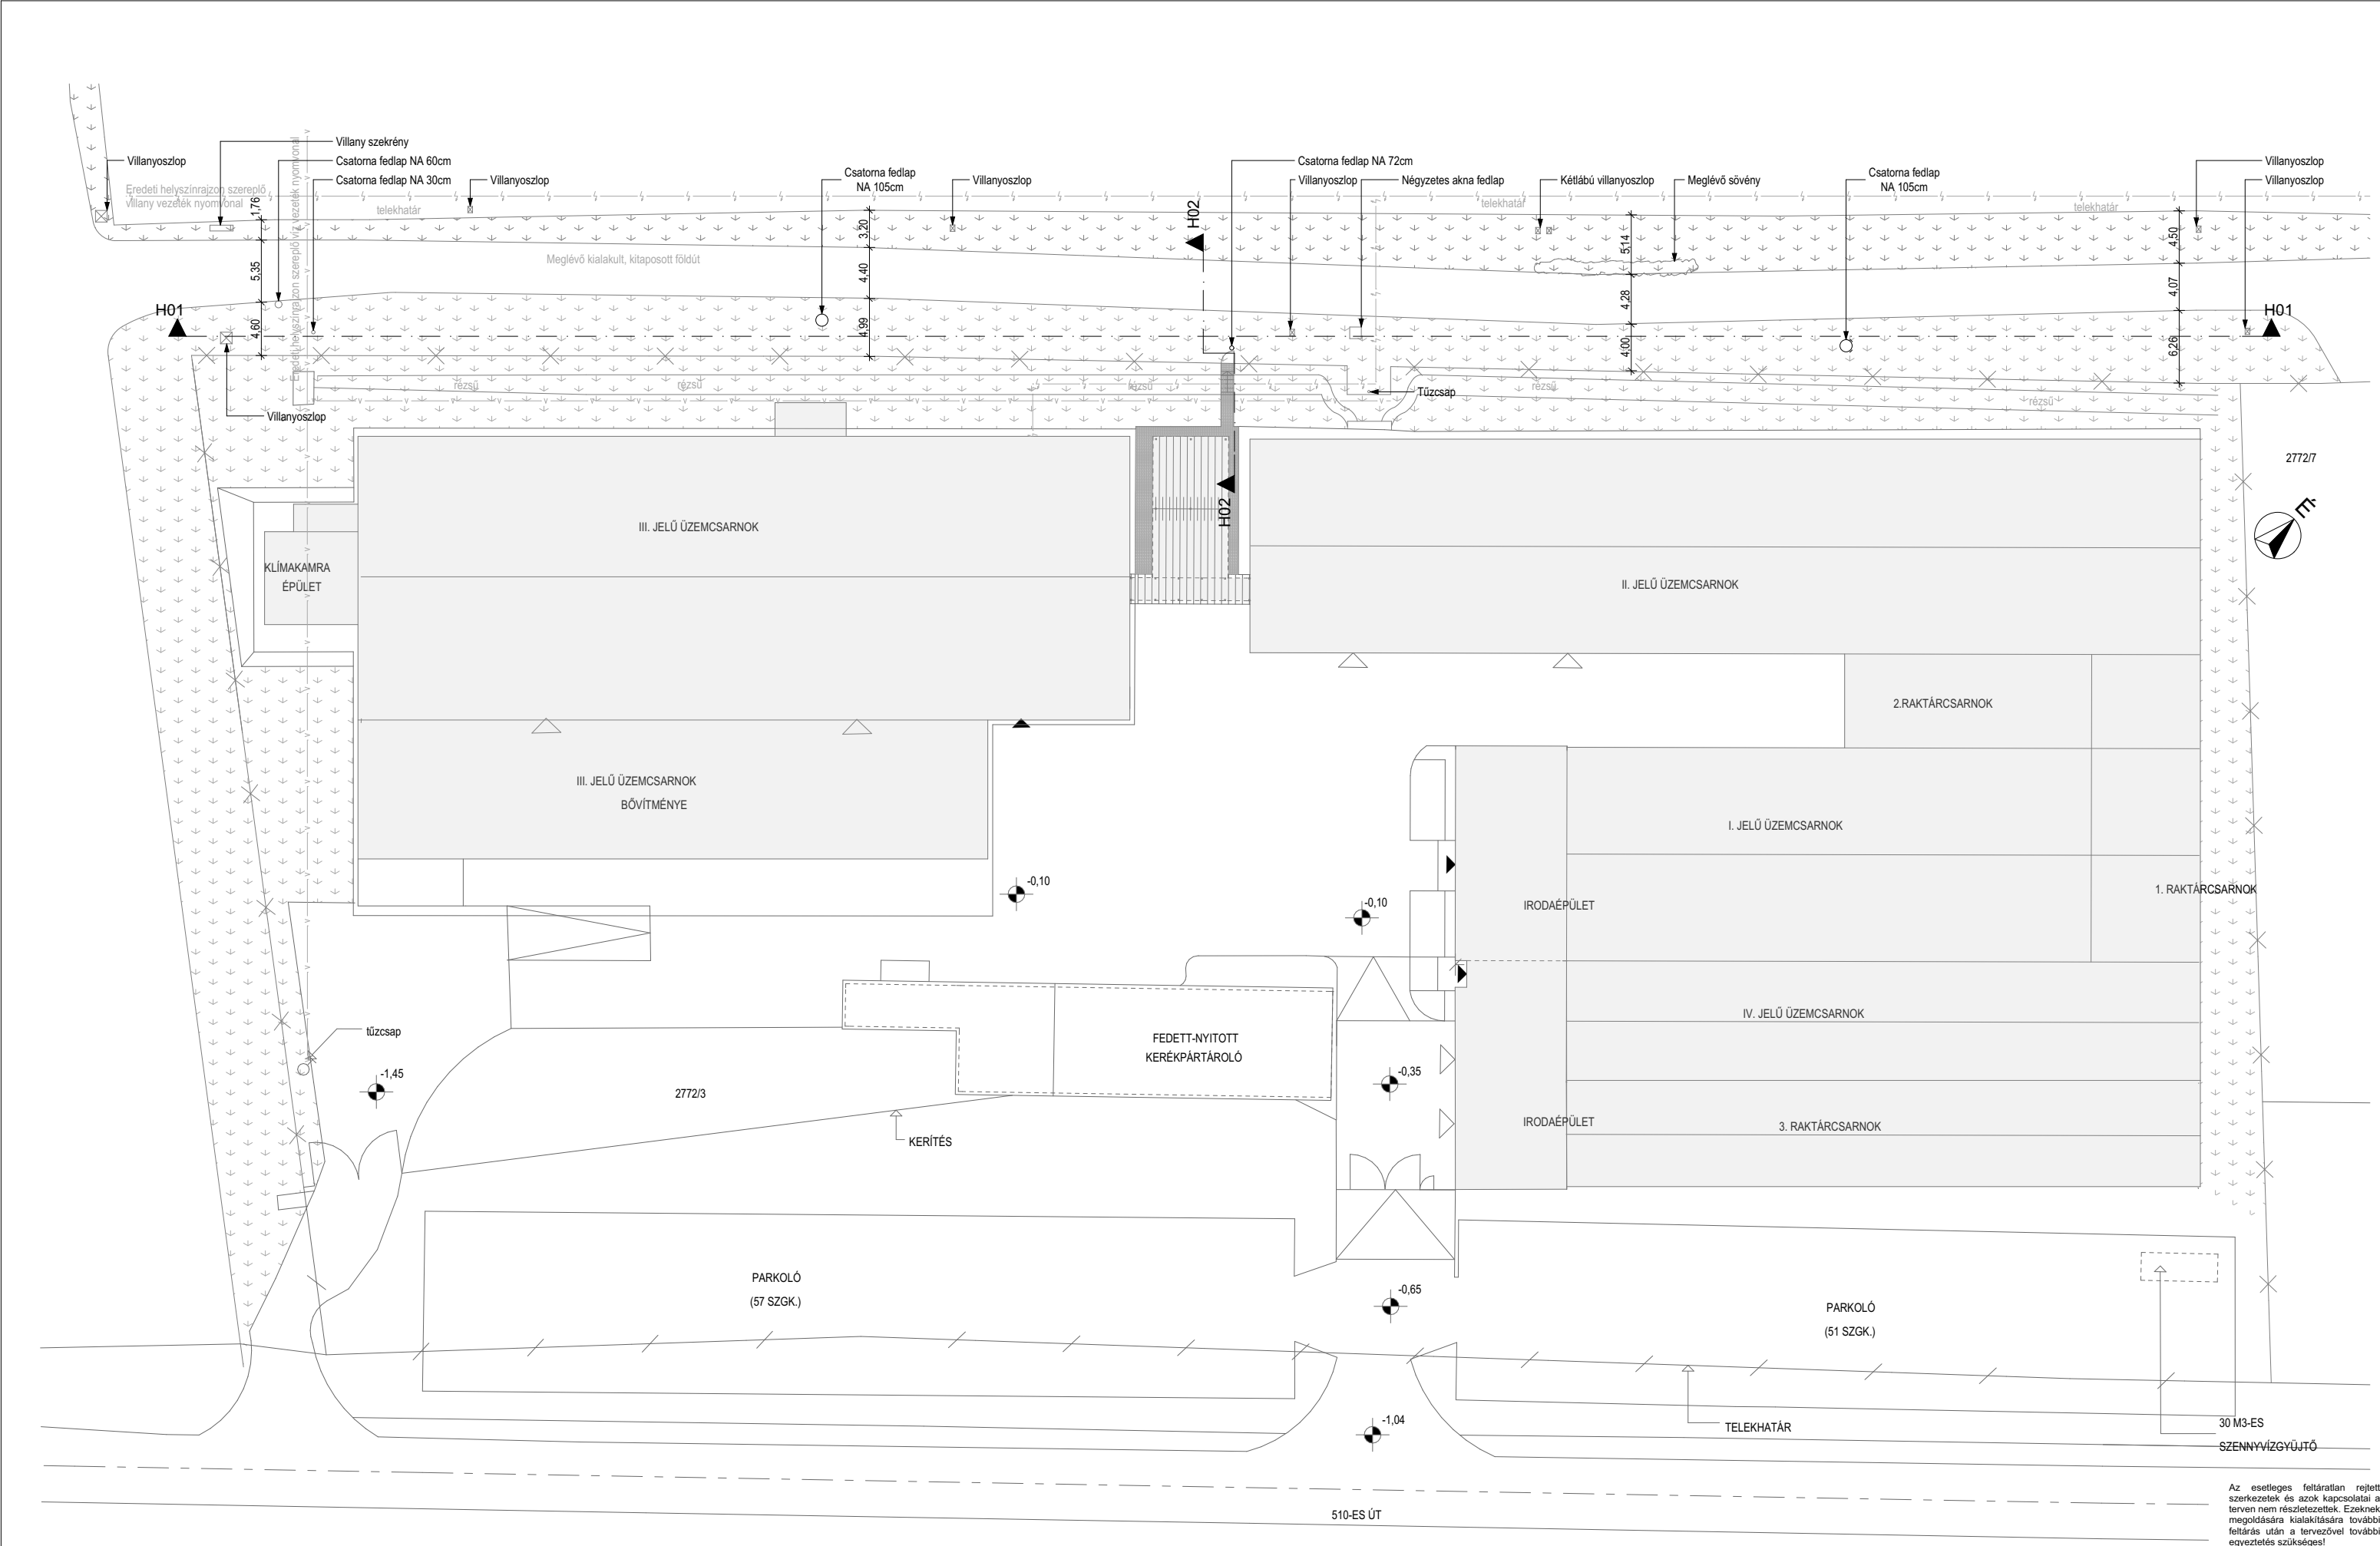 Villany szekrény
Villanyoszlop
Csatorna fedlap NA 60cm
Csatorna fedlap NA 30cm
Villanyoszlop
Csatorna fedlap
NA 105cm
Villanyoszlop
Csatorna fedlap NA 72cm
Villanyoszlop
Négyzetes akna fedlap
Kétlábú villanyoszlop
Meglévő sövény
Csatorna fedlap
NA 105cm
Villanyoszlop
Villanyoszlop
Eredeti helyszínrajzon szereplő
villany vezeték nyomvonal
Eredeti helyszínrajzon szereplő víz vezeték nyomvonal
telekhatár
telekhatár
telekhatár
1,76
5,35
4,60
3,20
4,40
4,99
5,14
4,28
4,00
4,50
4,07
6,26
H02
Meglévő kialakult, kitaposott földút
H01
H01
rézsű
rézsű
rézsű
rézsű
rézsű
Tűzcsap
Villanyoszlop
2772/7
É
H02
III. JELŰ ÜZEMCSARNOK
KLÍMAKAMRA
ÉPÜLET
II. JELŰ ÜZEMCSARNOK
2.RAKTÁRCSARNOK
III. JELŰ ÜZEMCSARNOK
BŐVÍTMÉNYE
I. JELŰ ÜZEMCSARNOK
-0,10
-0,10
IRODAÉPÜLET
1. RAKTÁRCSARNOK
IV. JELŰ ÜZEMCSARNOK
tűzcsap
FEDETT-NYITOTT
KERÉKPÁRTÁROLÓ
-1,45
-0,35
2772/3
KERÍTÉS
IRODAÉPÜLET
3. RAKTÁRCSARNOK
PARKOLÓ
(57 SZGK.)
-0,65
PARKOLÓ
(51 SZGK.)
-1,04
TELEKHATÁR
30 M3-ES
SZENNYVÍZGYŰJTŐ
510-ES ÚT
Az esetleges feltáratlan rejtett
szerkezetek és azok kapcsolatai a
terven nem részletezettek. Ezeknek
megoldására kialakítására további
feltárás után a tervezővel további
egyeztetés szükséges!